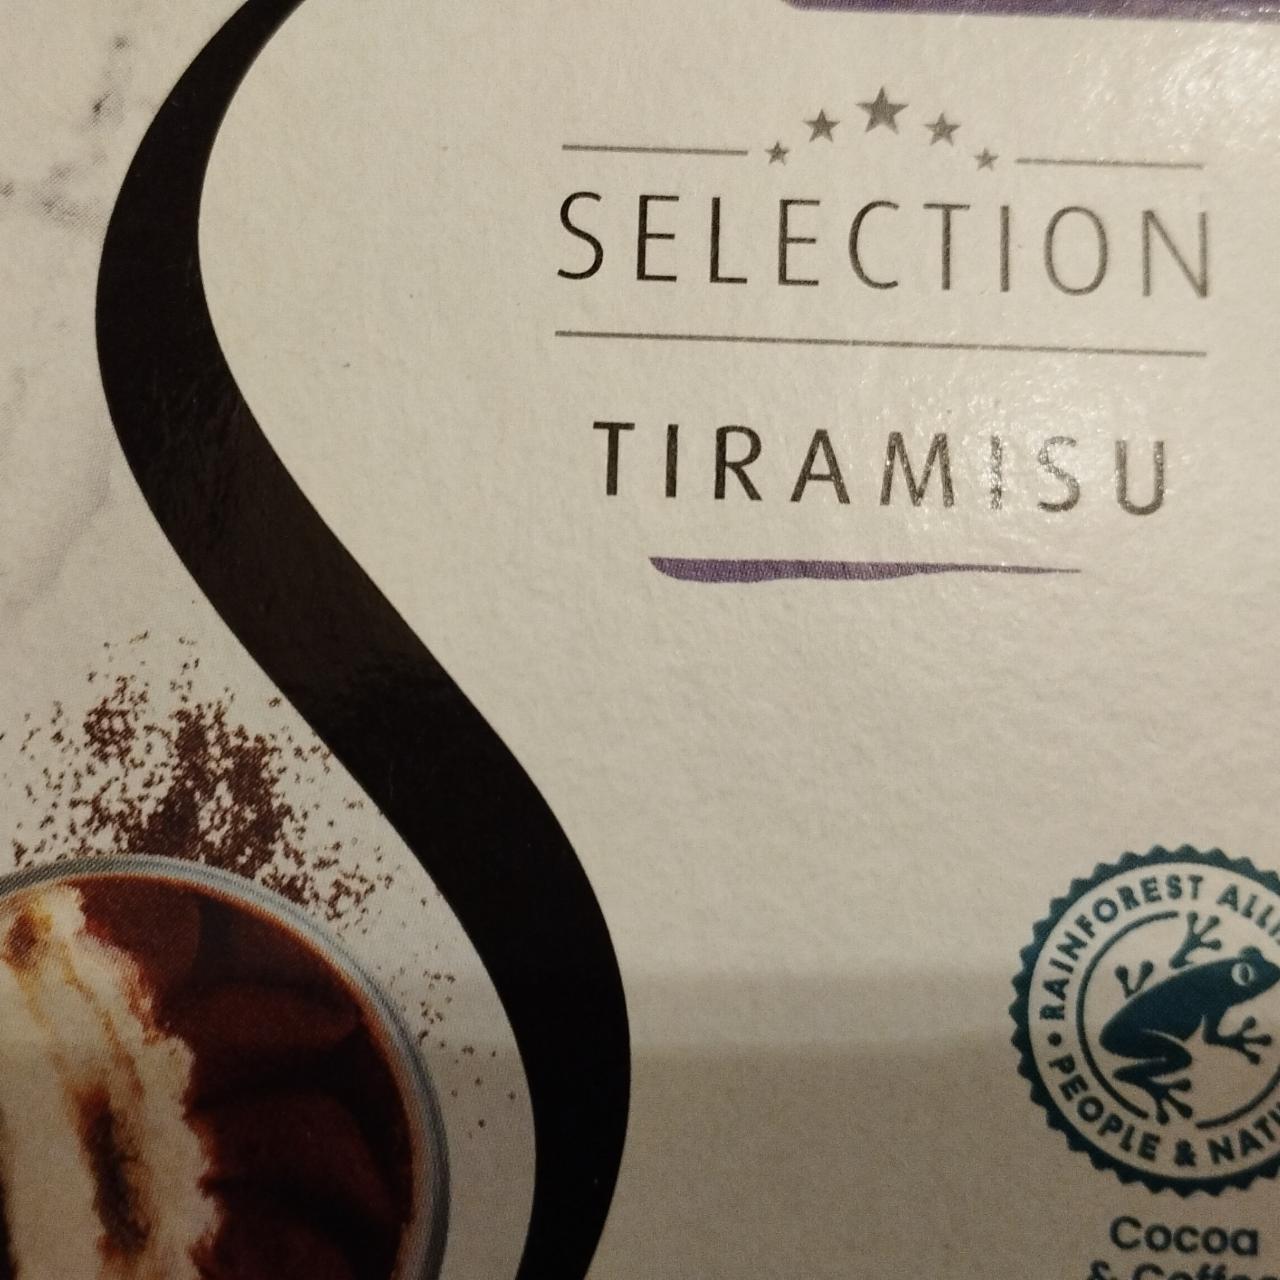 SELECTION
TIRAMISU
RAINFOREST
PEOPLE &
Cocoa
&